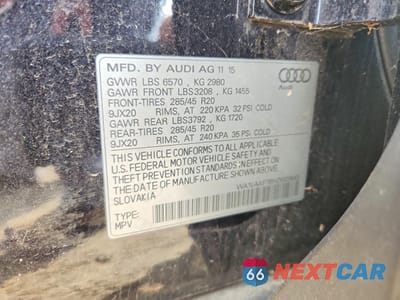 MFD. BY AUDI AG 11 15
GVWR LBS 6570 , KG 2980
GAWR FRONT LBS3208 , KG 1455
FRONT-TIRES 285/45 R20
9JX20 RIMS, AT 220 KPA 32 PSI COLD
GAWR REAR LBS3792 , KG 1720
REAR-TIRES 285/45 R20
9JX20 RIMS, AT 240 KPA 35 PSI COLD
THIS VEHICLE CONFORMS TO ALL APPLICABLE
U.S. FEDERAL MOTOR VEHICLE SAFETY, BUMPER AND
THEFT PREVENTION STANDARDS IN EFFECT ON THE DATE
OF MANUFACTURE SHOWN ABOVE.
SLOVAKIA
TYPE:
MPV
Audi
66 NEXTCAR